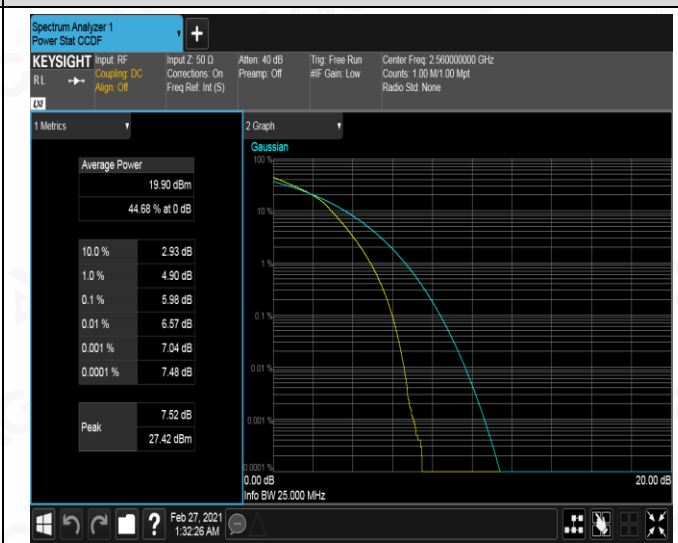 Spectrum Analyzer 1
Power Stat CCDF
KEYSIGHT
RL
LXI
Input: RF
Coupling: DC
Align: Off
Input Z: 50 Ω
Corrections: On
Freq Ref: Int (S)
Atten: 40 dB
Preamp: Off
Trig: Free Run
#IF Gain: Low
Center Freq: 2.560000000 GHz
Counts: 1.00 M/1.00 Mpt
Radio Std: None
1 Metrics
Average Power
19.90 dBm
44.68 % at 0 dB
10.0 % 2.93 dB
1.0 % 4.90 dB
0.1 % 5.98 dB
0.01 % 6.57 dB
0.001 % 7.04 dB
0.0001 % 7.48 dB
Peak
7.52 dB
27.42 dBm
2 Graph
Gaussian
100 %
10 %
1 %
0.1 %
0.01 %
0.001 %
0.0001 %
0.00 dB
20.00 dB
Info BW 25.000 MHz
?
Feb 27, 2021
1:32:26 AM